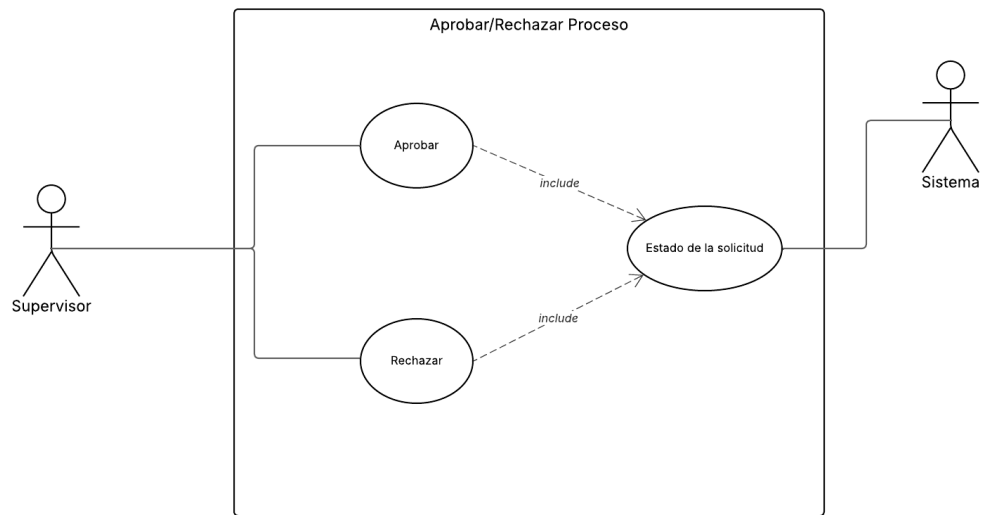 Aprobar/Rechazar Proceso
Aprobar
include
Sistema
Estado de la solicitud
Supervisor
include
Rechazar